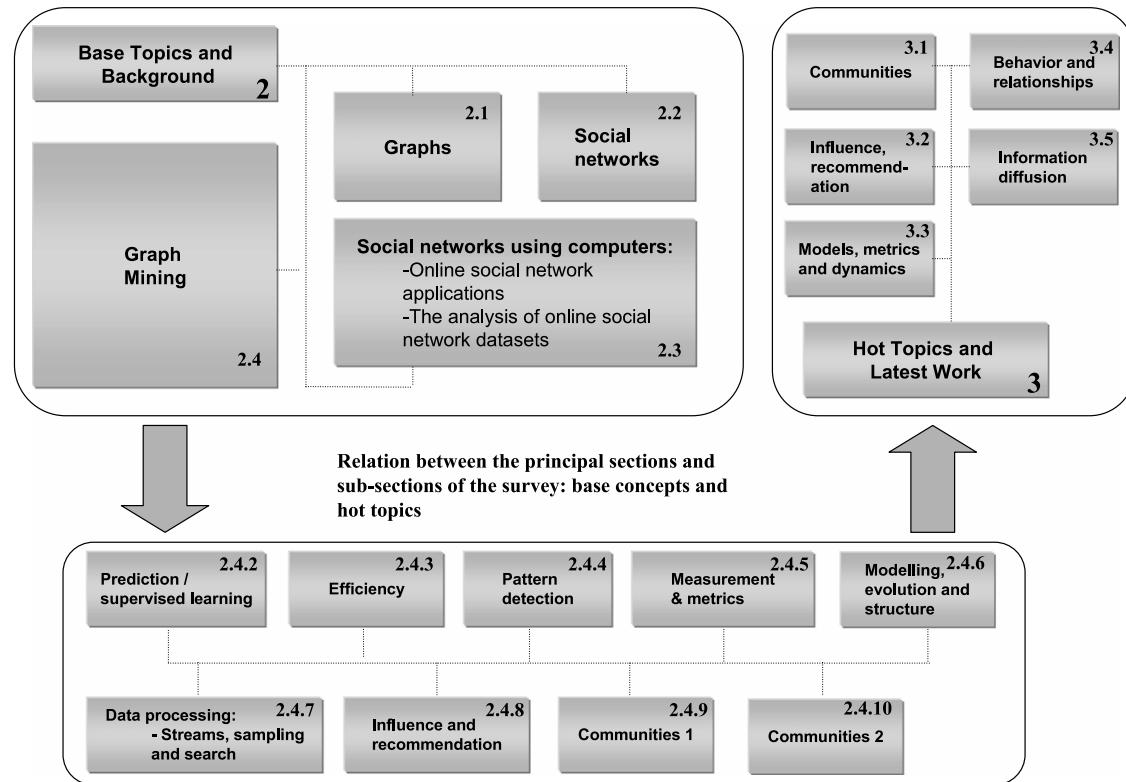 Base Topics and
Background
2
2.1
Graphs
2.2
Social
networks
Graph
Mining
2.4
Social networks using computers:
-Online social network
applications
-The analysis of online social
network datasets
2.3
3.1
Communities
3.4
Behavior and
relationships
3.2
Influence,
recommend-
ation
3.5
Information
diffusion
3.3
Models, metrics
and dynamics
Hot Topics and
Latest Work
3
Relation between the principal sections and
sub-sections of the survey: base concepts and
hot topics
2.4.2
Prediction /
supervised learning
2.4.3
Efficiency
2.4.4
Pattern
detection
2.4.5
Measurement
& metrics
2.4.6
Modelling,
evolution and
structure
2.4.7
Data processing:
- Streams, sampling
and search
2.4.8
Influence and
recommendation
2.4.9
Communities 1
2.4.10
Communities 2